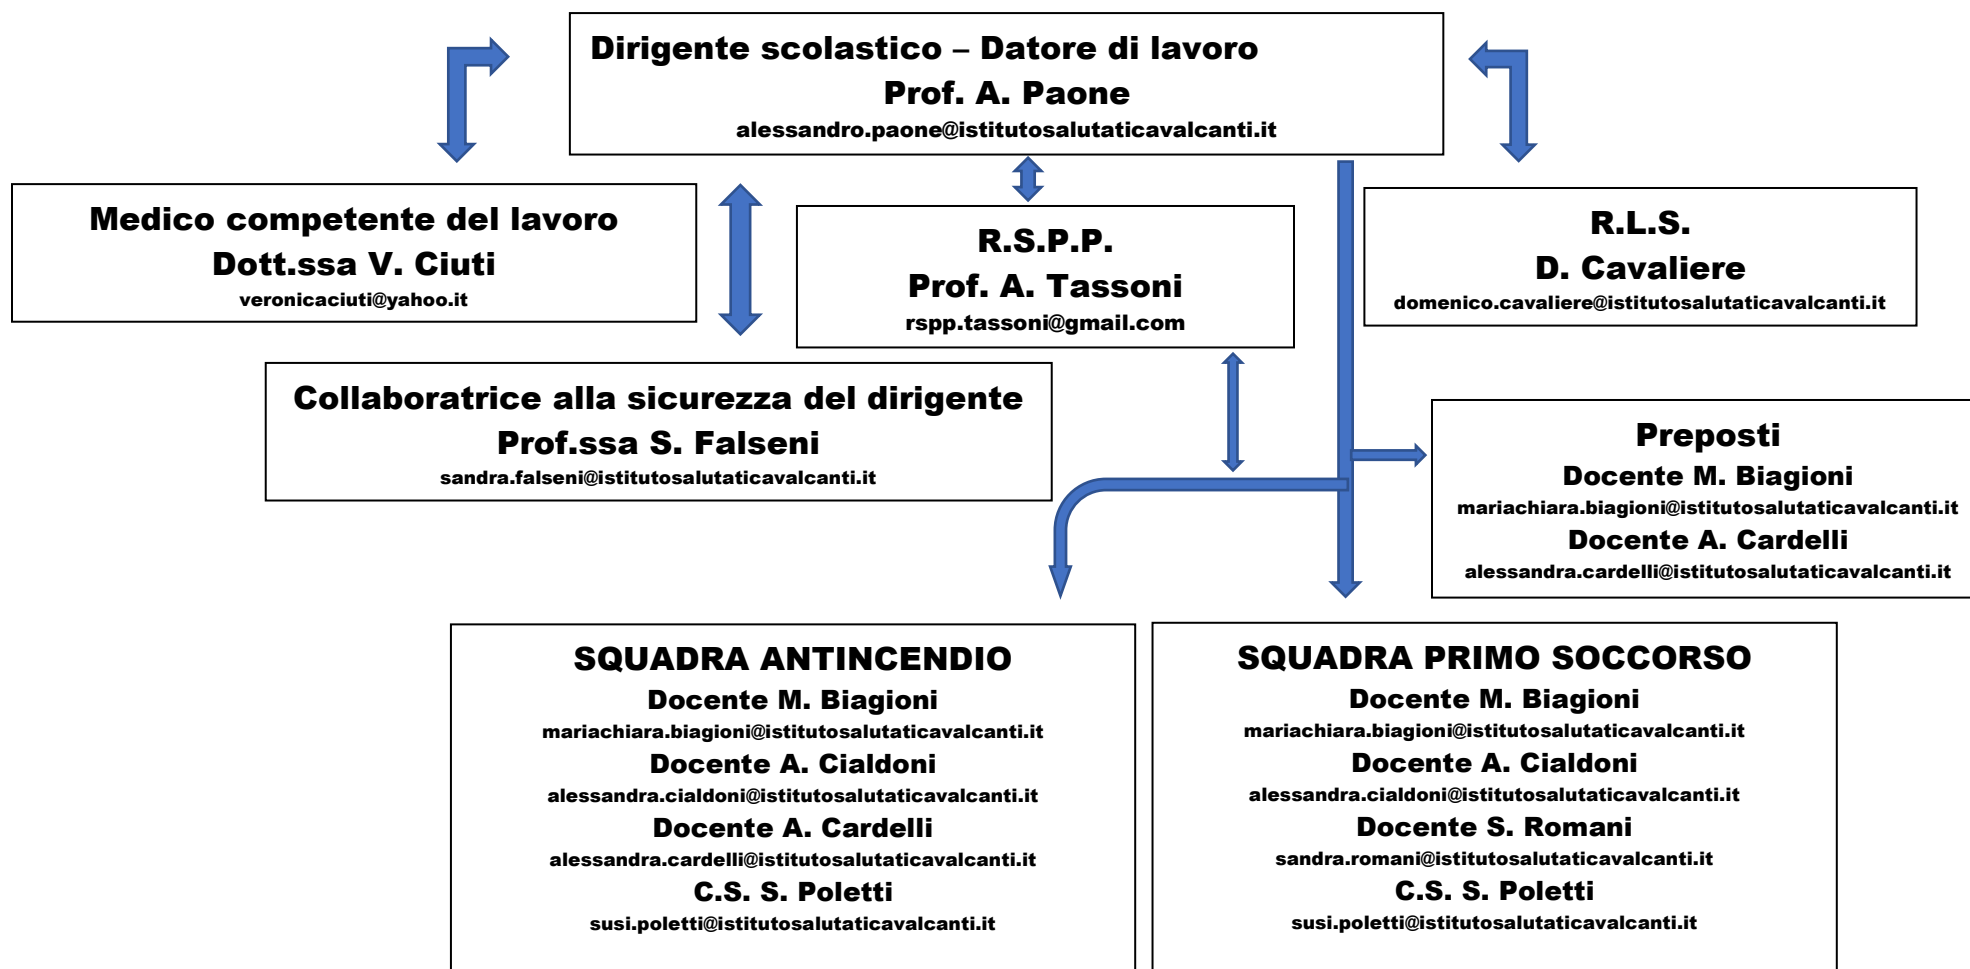 Dirigente scolastico – Datore di lavoro
Prof. A. Paone
alessandro.paone@istitutosalutaticavalcanti.it
Medico competente del lavoro
Dott.ssa V. Ciuti
veronicaciuti@yahoo.it
R.S.P.P.
Prof. A. Tassoni
rspp.tassoni@gmail.com
R.L.S.
D. Cavaliere
domenico.cavaliere@istitutosalutaticavalcanti.it
Collaboratrice alla sicurezza del dirigente
Prof.ssa S. Falseni
sandra.falseni@istitutosalutaticavalcanti.it
Preposti
Docente M. Biagioni
mariachiara.biagioni@istitutosalutaticavalcanti.it
Docente A. Cardelli
alessandra.cardelli@istitutosalutaticavalcanti.it
SQUADRA ANTINCENDIO
Docente M. Biagioni
mariachiara.biagioni@istitutosalutaticavalcanti.it
Docente A. Cialdoni
alessandra.cialdoni@istitutosalutaticavalcanti.it
Docente A. Cardelli
alessandra.cardelli@istitutosalutaticavalcanti.it
C.S. S. Poletti
susi.poletti@istitutosalutaticavalcanti.it
SQUADRA PRIMO SOCCORSO
Docente M. Biagioni
mariachiara.biagioni@istitutosalutaticavalcanti.it
Docente A. Cialdoni
alessandra.cialdoni@istitutosalutaticavalcanti.it
Docente S. Romani
sandra.romani@istitutosalutaticavalcanti.it
C.S. S. Poletti
susi.poletti@istitutosalutaticavalcanti.it